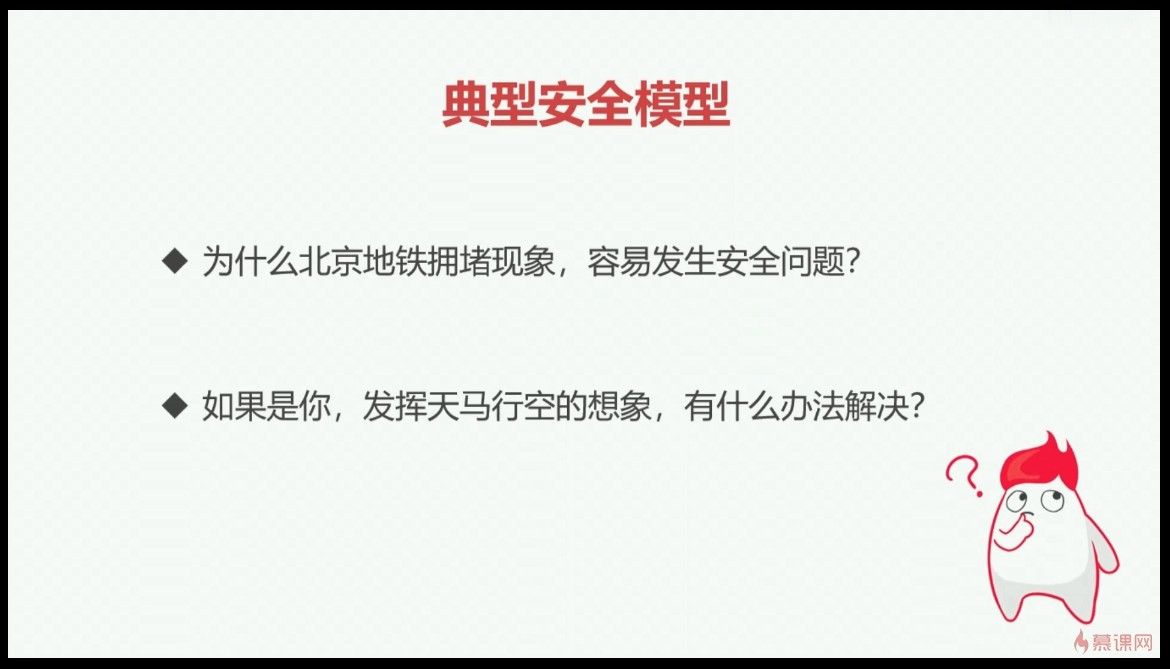 典型安全模型
◆ 为什么北京地铁拥堵现象，容易发生安全问题？
◆ 如果是你，发挥天马行空的想象，有什么办法解决？
?
慕课网